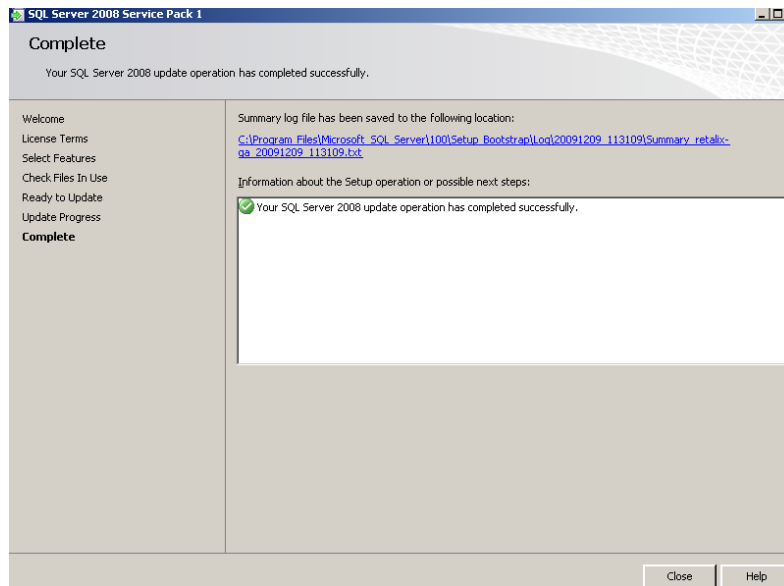 SQL Server 2008 Service Pack 1
Complete
Your SQL Server 2008 update operation has completed successfully.
Welcome
License Terms
Select Features
Check Files In Use
Ready to Update
Update Progress
Complete
Summary log file has been saved to the following location:
C:\Program Files\Microsoft SQL Server\100\Setup Bootstrap\Log\20091209_113109\Summary_retalix-
qa_20091209_113109.txt
Information about the Setup operation or possible next steps:
Your SQL Server 2008 update operation has completed successfully.
Close
Help